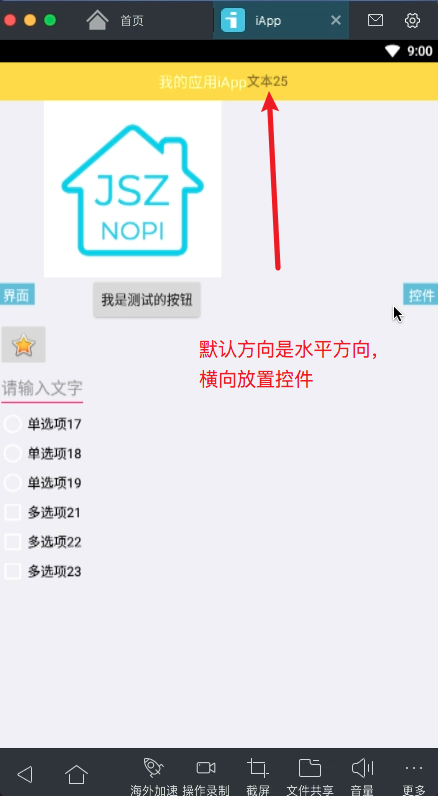 首页
iApp
9:00
我的应用iApp文本25
JSZ
NOPI
界面
我是测试的按钮
控件
默认方向是水平方向,
横向放置控件
请输入文字
单选项17
单选项18
单选项19
多选项21
多选项22
多选项23
海外加速 操作录制 截屏 文件共享 音量 更多